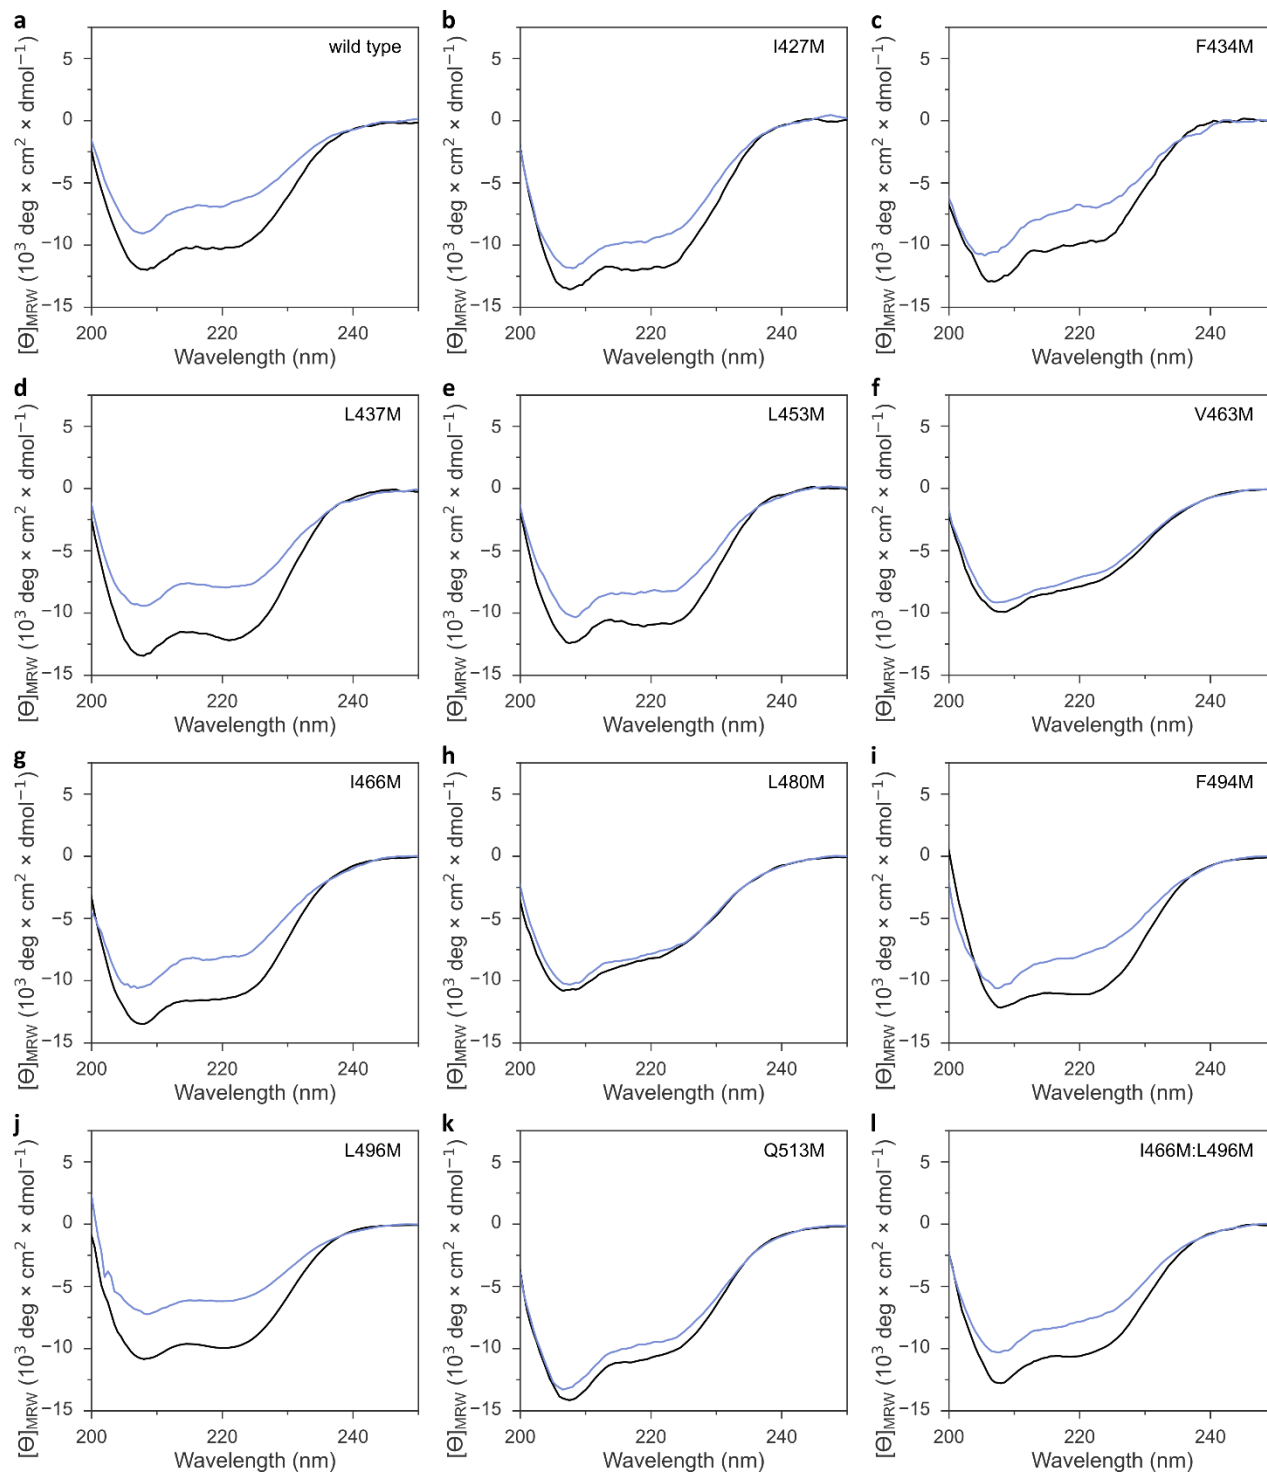 a
wild type
5
0
−5
−10
−15
200
220
240
Wavelength (nm)
[Θ]MRW (10³ deg × cm² × dmol⁻¹)
b
I427M
5
0
−5
−10
−15
200
220
240
Wavelength (nm)
[Θ]MRW (10³ deg × cm² × dmol⁻¹)
c
F434M
5
0
−5
−10
−15
200
220
240
Wavelength (nm)
[Θ]MRW (10³ deg × cm² × dmol⁻¹)
d
L437M
5
0
−5
−10
−15
200
220
240
Wavelength (nm)
[Θ]MRW (10³ deg × cm² × dmol⁻¹)
e
L453M
5
0
−5
−10
−15
200
220
240
Wavelength (nm)
[Θ]MRW (10³ deg × cm² × dmol⁻¹)
f
V463M
5
0
−5
−10
−15
200
220
240
Wavelength (nm)
[Θ]MRW (10³ deg × cm² × dmol⁻¹)
g
I466M
5
0
−5
−10
−15
200
220
240
Wavelength (nm)
[Θ]MRW (10³ deg × cm² × dmol⁻¹)
h
L480M
5
0
−5
−10
−15
200
220
240
Wavelength (nm)
[Θ]MRW (10³ deg × cm² × dmol⁻¹)
i
F494M
5
0
−5
−10
−15
200
220
240
Wavelength (nm)
[Θ]MRW (10³ deg × cm² × dmol⁻¹)
j
L496M
5
0
−5
−10
−15
200
220
240
Wavelength (nm)
[Θ]MRW (10³ deg × cm² × dmol⁻¹)
k
Q513M
5
0
−5
−10
−15
200
220
240
Wavelength (nm)
[Θ]MRW (10³ deg × cm² × dmol⁻¹)
l
I466M:L496M
5
0
−5
−10
−15
200
220
240
Wavelength (nm)
[Θ]MRW (10³ deg × cm² × dmol⁻¹)